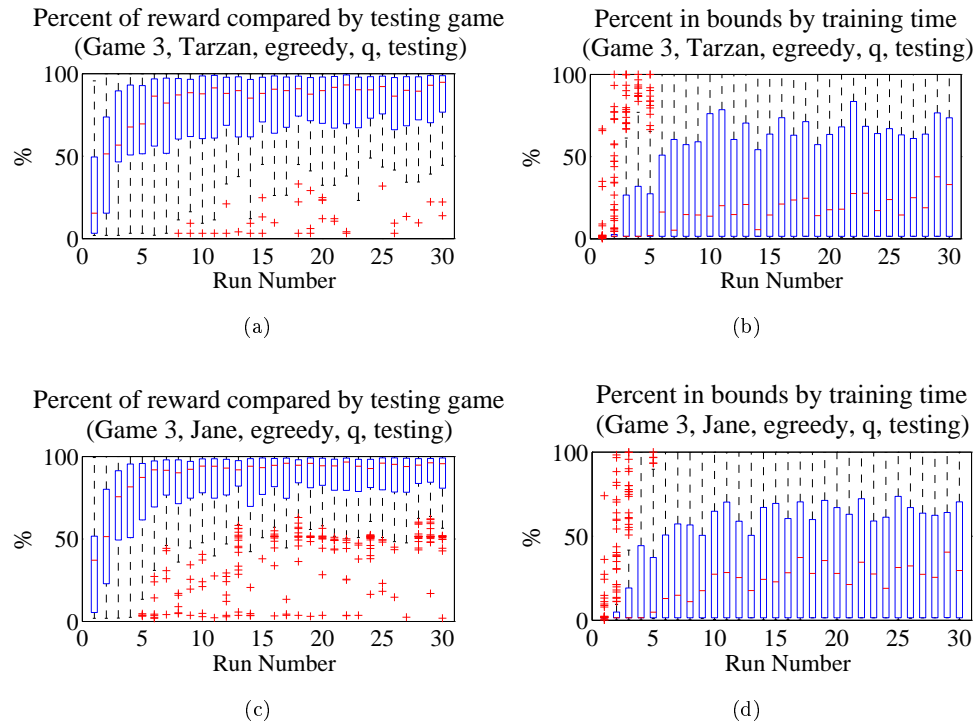 Percent of reward compared by testing game
(Game 3, Tarzan, egreedy, q, testing)
100
50
0
%
0 5 10 15 20 25 30
Run Number
(a)
Percent in bounds by training time
(Game 3, Tarzan, egreedy, q, testing)
100
50
0
%
0 5 10 15 20 25 30
Run Number
(b)
Percent of reward compared by testing game
(Game 3, Jane, egreedy, q, testing)
100
50
0
%
0 5 10 15 20 25 30
Run Number
(c)
Percent in bounds by training time
(Game 3, Jane, egreedy, q, testing)
100
50
0
%
0 5 10 15 20 25 30
Run Number
(d)